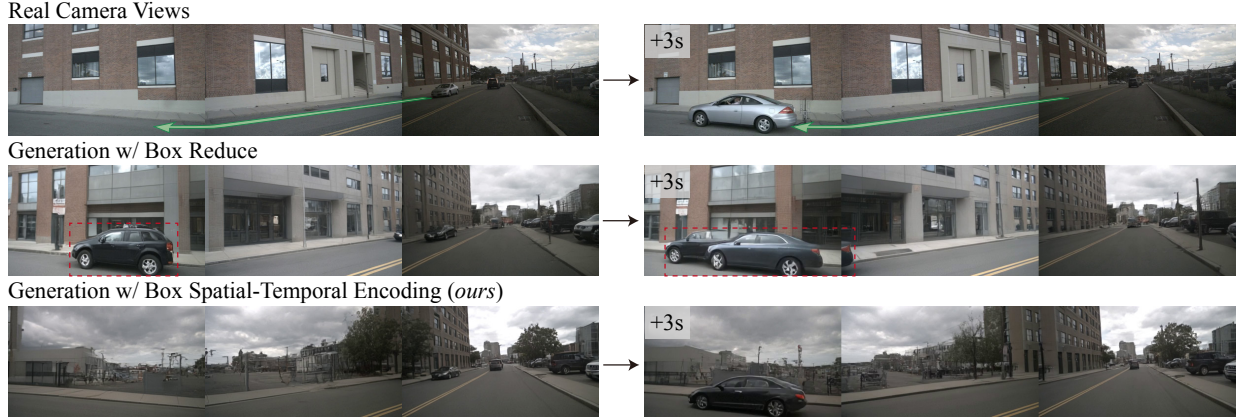 Real Camera Views
+3s
Generation w/ Box Reduce
+3s
Generation w/ Box Spatial-Temporal Encoding (ours)
+3s